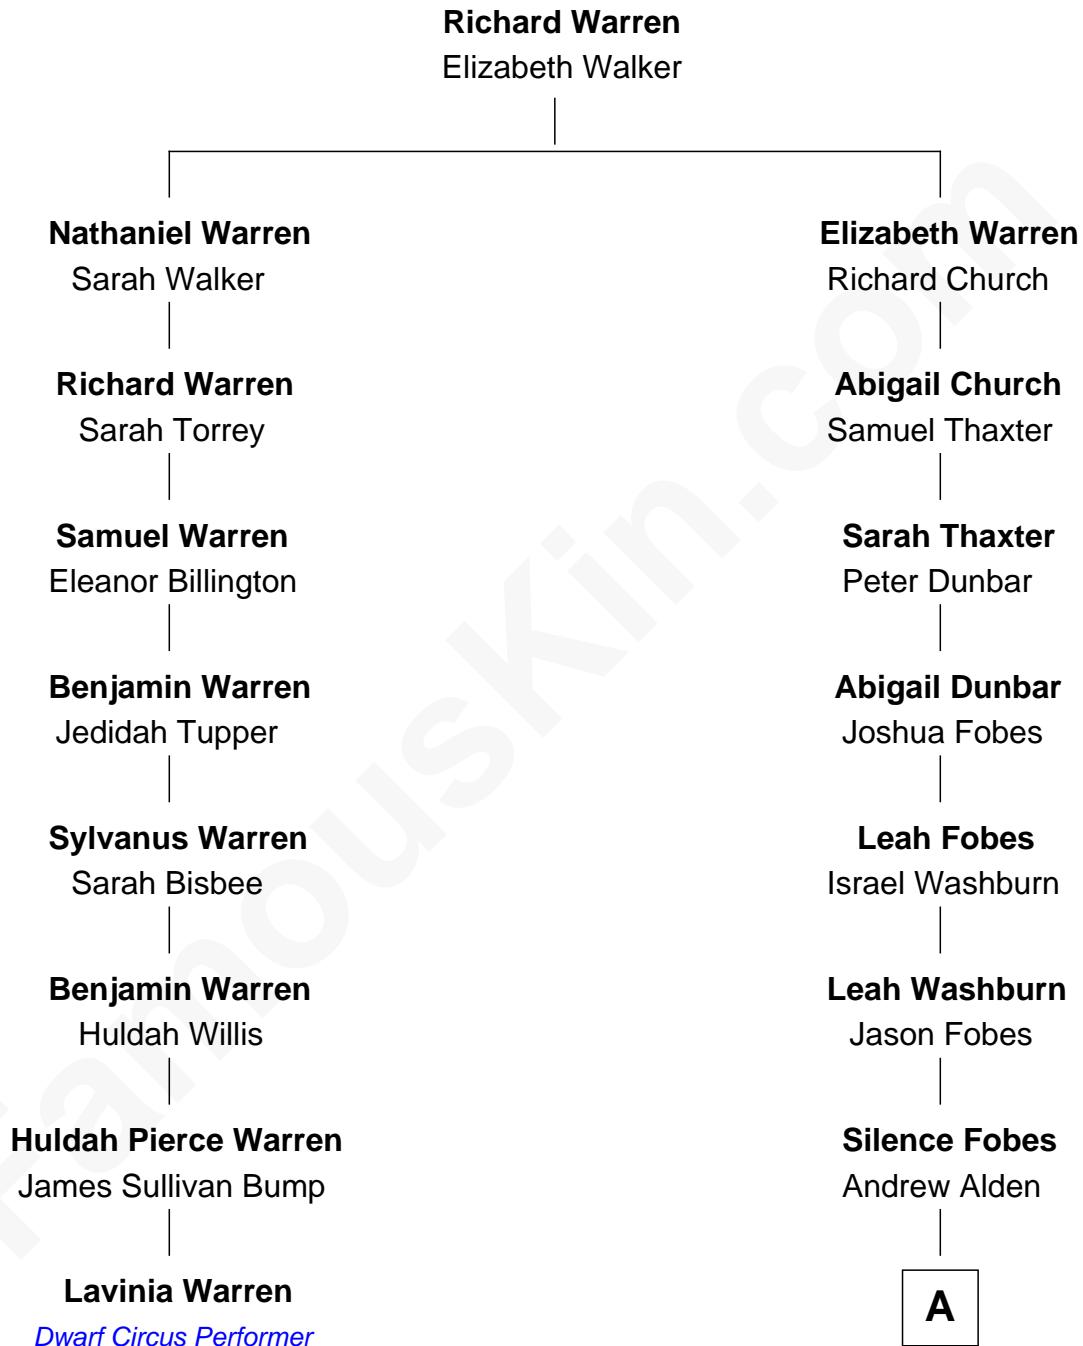 Richard Warren
Elizabeth Walker
Nathaniel Warren
Sarah Walker
Richard Warren
Sarah Torrey
Samuel Warren
Eleanor Billington
Benjamin Warren
Jedidah Tupper
Sylvanus Warren
Sarah Bisbee
Benjamin Warren
Huldah Willis
Huldah Pierce Warren
James Sullivan Bump
Lavinia Warren
Dwarf Circus Performer
Elizabeth Warren
Richard Church
Abigail Church
Samuel Thaxter
Sarah Thaxter
Peter Dunbar
Abigail Dunbar
Joshua Fobes
Leah Fobes
Israel Washburn
Leah Washburn
Jason Fobes
Silence Fobes
Andrew Alden
A
FamousKin.com